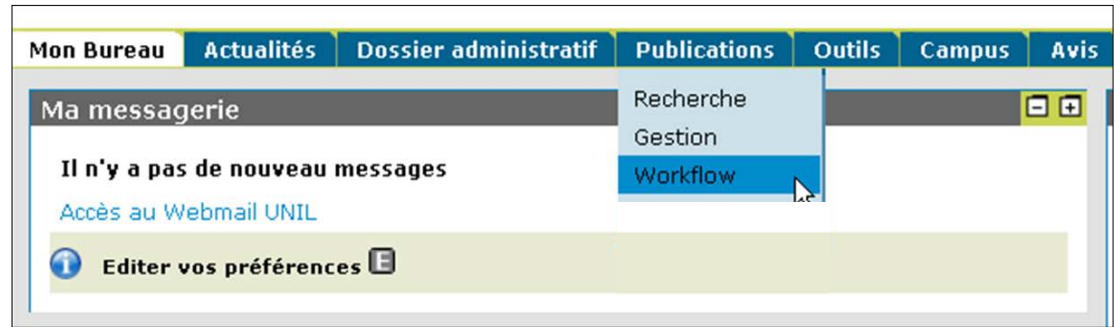 Mon Bureau Actualités Dossier administratif Publications Outils Campus Avis
Ma messagerie
Recherche
Gestion
Workflow
Il n'y a pas de nouveau messages
Accès au Webmail UNIL
Editer vos préférences E